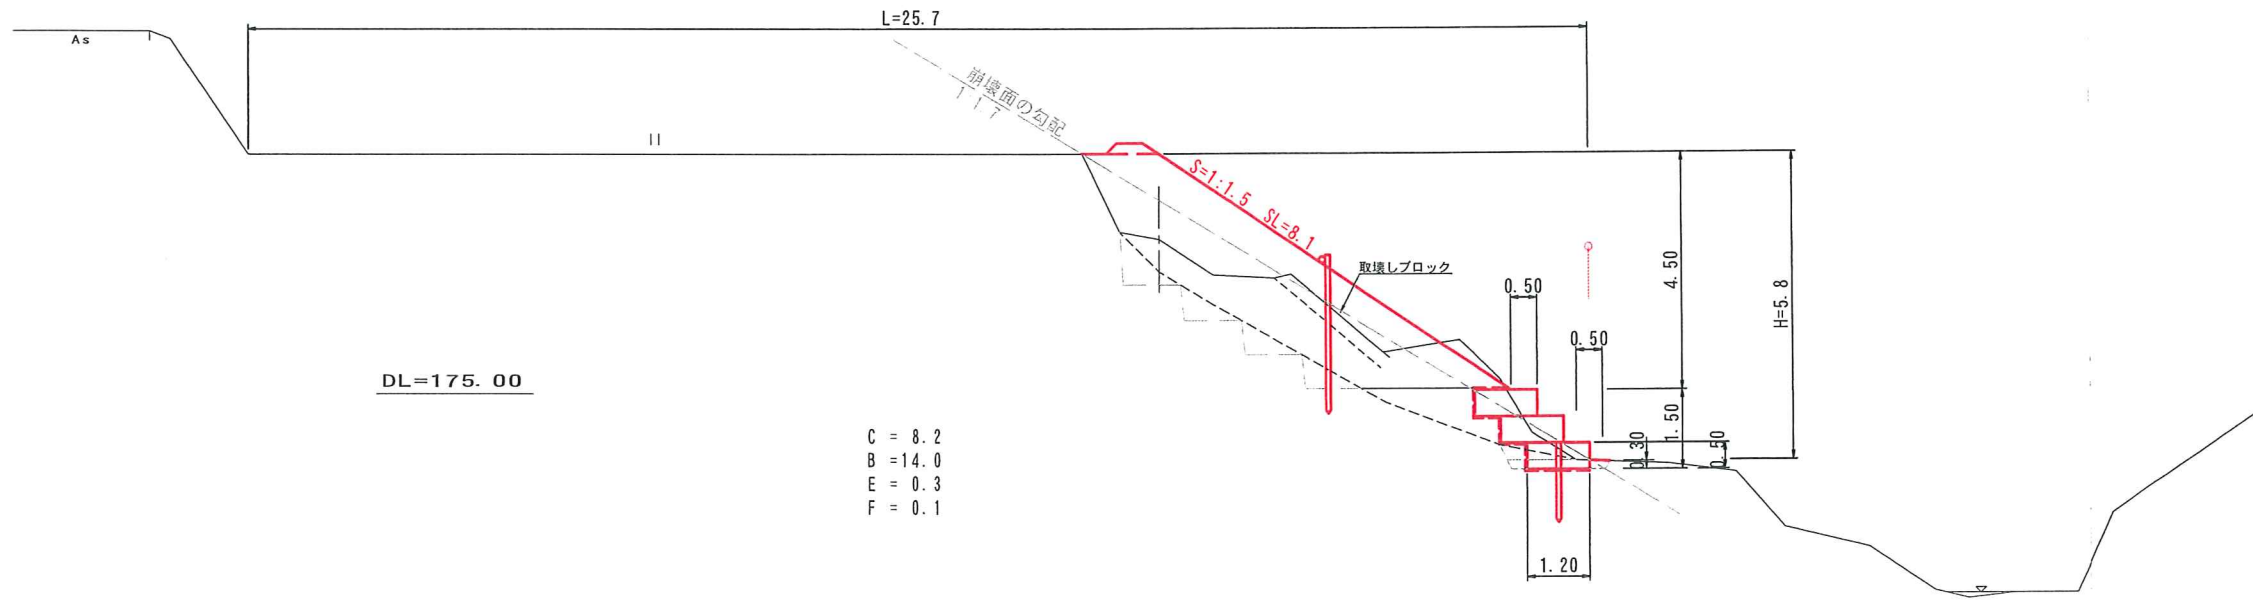 L=25.7
As
崩壊面の勾配
1 1 7
II
S=1:1.5 SL=8.1
取壊しブロック
0.50
4.50
H=5.8
0.50
DL=175.00
1.50
0.30
0.50
C = 8.2
B =14.0
E = 0.3
F = 0.1
1.20